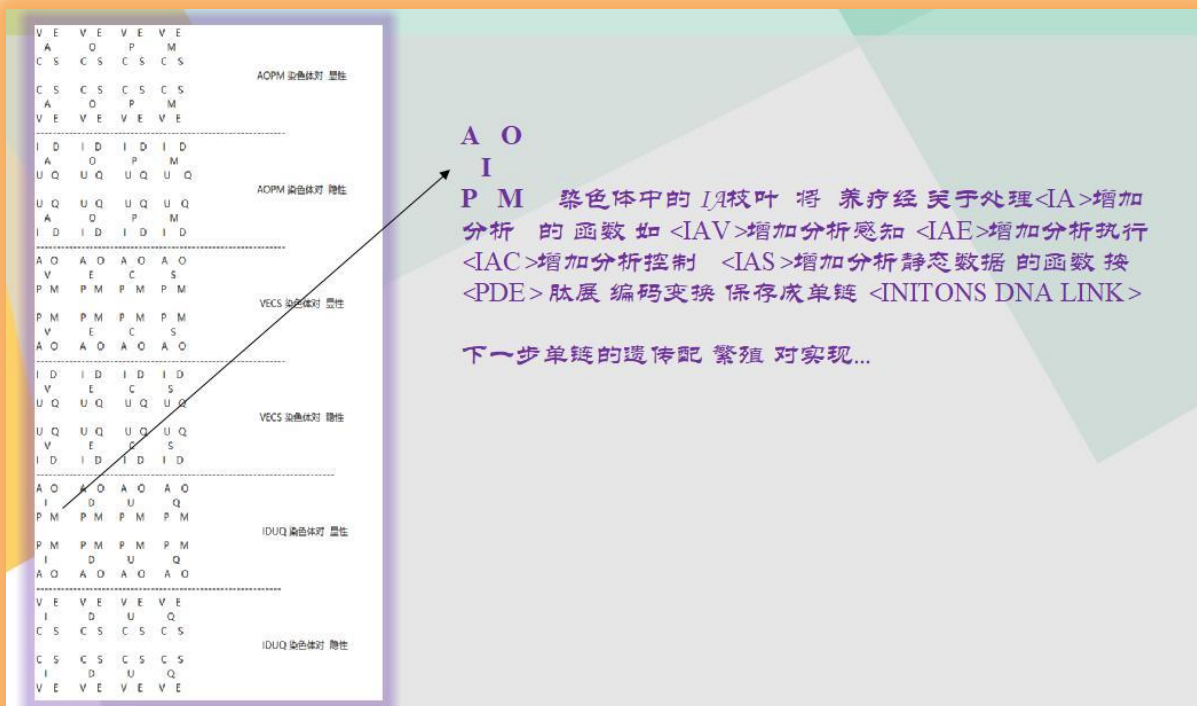 V E V E V E V E
A O P M
C S C S C S C S
AOPM 染色体对 显性
C S C S C S C S
A O P M
V E V E V E V E
I D I D I D I D
A O P M
U Q U Q U Q U Q
AOPM 染色体对 隐性
U Q U Q U Q U Q
A O P M
I D I D I D I D
A O A O A O A O
V E C S
P M P M P M P M
VECS 染色体对 显性
P M P M P M P M
V E C S
A O A O A O A O
I D I D I D I D
V E C S
U Q U Q U Q U Q
VECS 染色体对 隐性
U Q U Q U Q U Q
V E C S
I D I D I D I D
A O A O A O A O
I D U Q
P M P M P M P M
IDUQ 染色体对 显性
P M P M P M P M
I D U Q
A O A O A O A O
V E V E V E V E
I D U Q
C S C S C S C S
IDUQ 染色体对 隐性
C S C S C S C S
I D U Q
V E V E V E V E
A O
I
P M 染色体中的 IA枝叶 将 养疗经 关于处理<IA>增加
分析 的 函数 如 <IAV>增加分析感知 <IAE>增加分析执行
<IAC>增加分析控制 <IAS>增加分析静态数据 的函数 按
<PDE> 肽展 编码变换 保存成单链 <INITONS DNA LINK>
下一步单链的遗传配 繁殖 对实现...